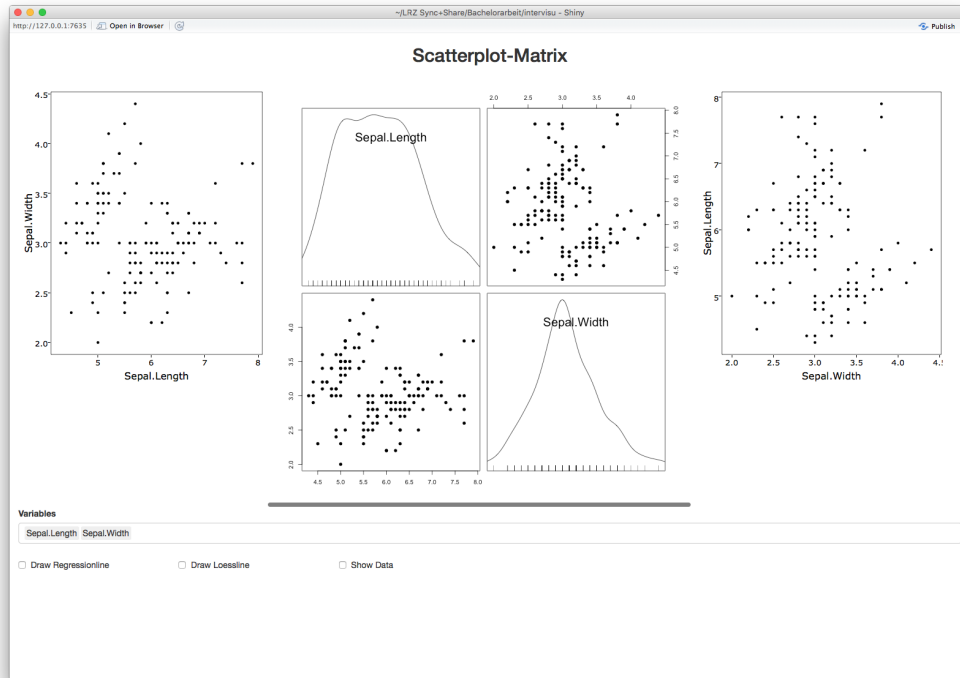 ~/LRZ Sync+Share/Bachelorarbeit/intervisu - Shiny
http://127.0.0.1:7635 Open in Browser Publish
Scatterplot-Matrix
4.5
4.0
3.5
3.0
2.5
2.0
Sepal.Width
5 6 7 8
Sepal.Length
Sepal.Length
2.0 2.5 3.0 3.5 4.0
8.0
7.5
7.0
6.5
6.0
5.5
5.0
4.5
4.0
3.5
3.0
2.5
2.0
4.5 5.0 5.5 6.0 6.5 7.0 7.5 8.0
Sepal.Width
8
7
6
5
Sepal.Length
2.0 2.5 3.0 3.5 4.0 4.5
Sepal.Width
Variables
Sepal.Length Sepal.Width
Draw Regressionline Draw Loessline Show Data